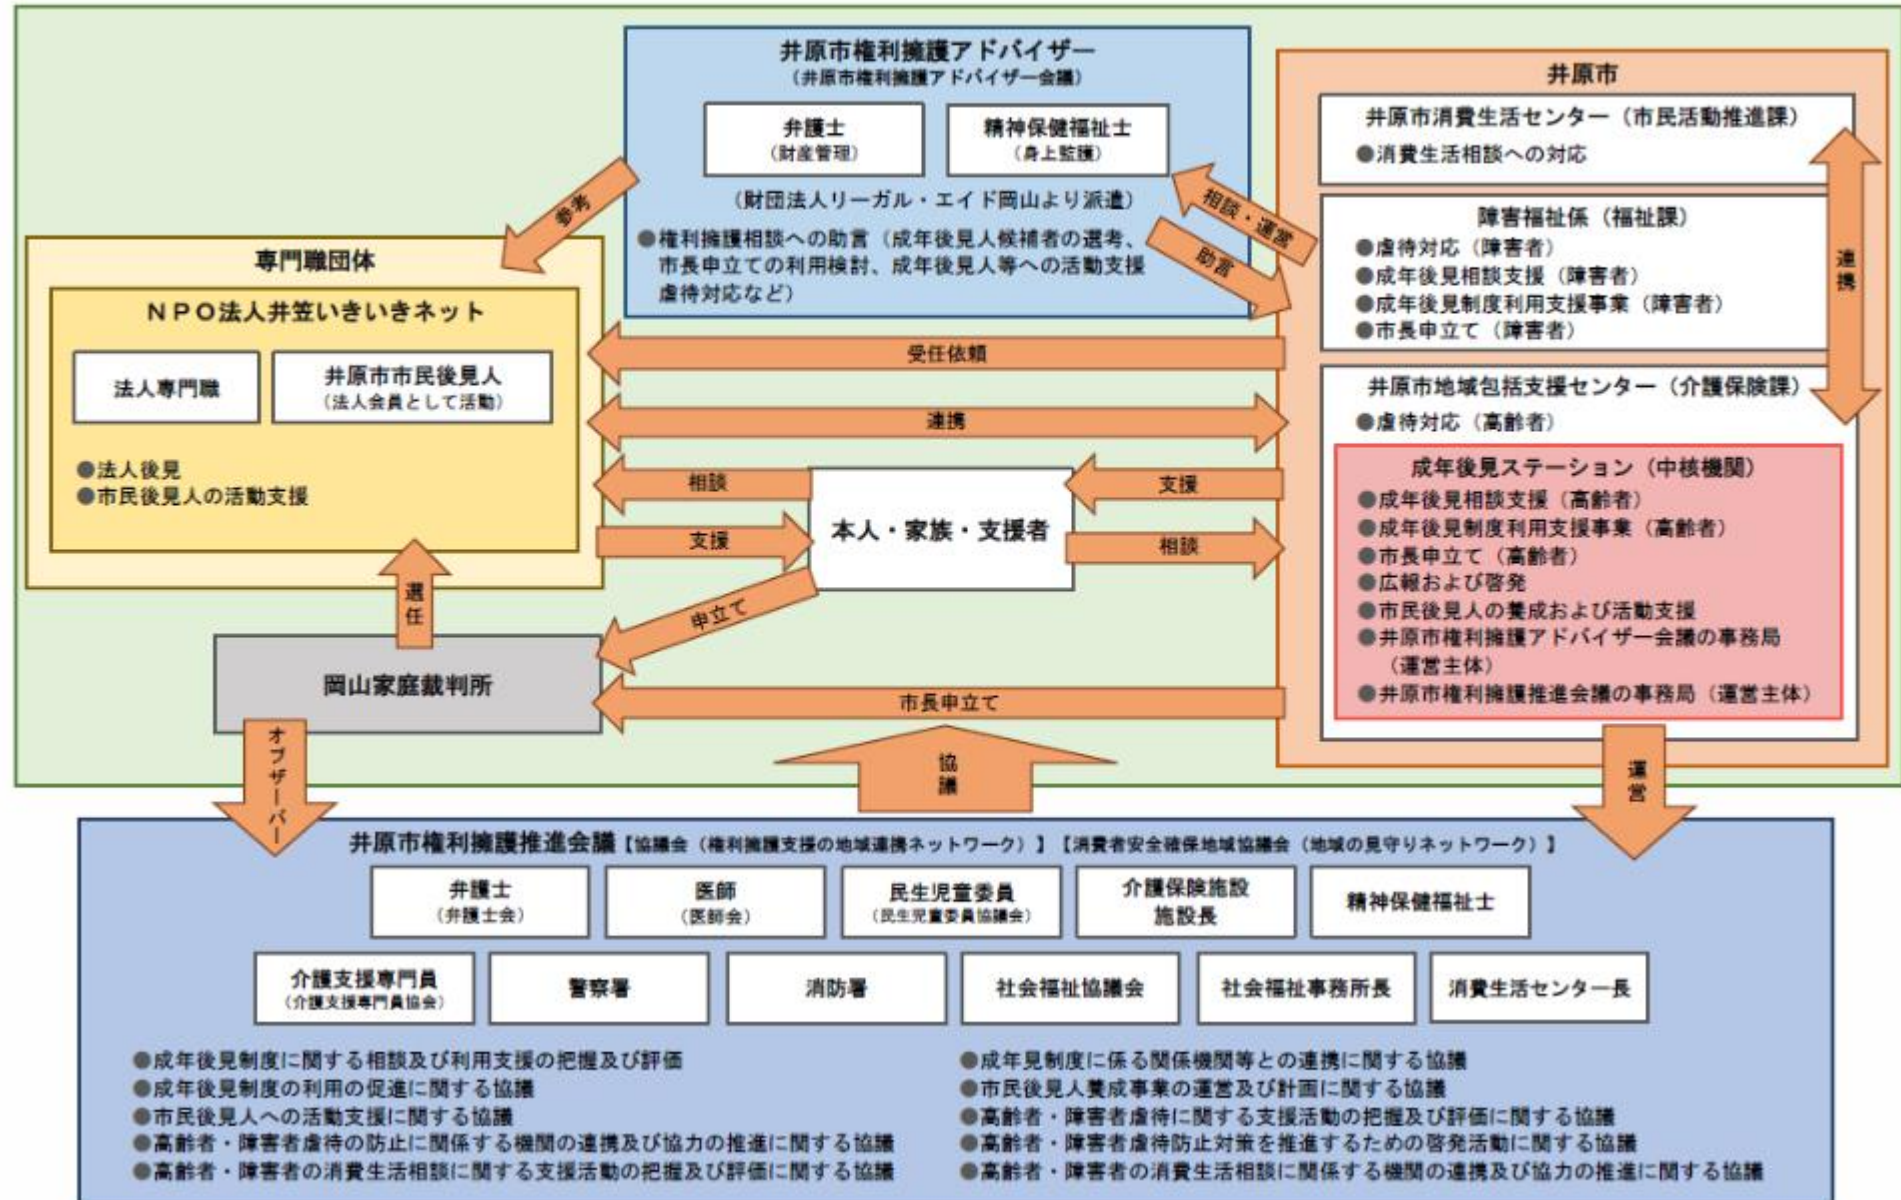 井原市権利擁護アドバイザー
（井原市権利擁護アドバイザー会議）
弁護士
（財産管理）
精神保健福祉士
（身上監護）
（財団法人リーガル・エイド岡山より派遣）
●権利擁護相談への助言（成年後見人候補者の選考、
市長申立ての利用検討、成年後見人等への活動支援
虐待対応など）
参考
相談・運営
助言
井原市
井原市消費生活センター（市民活動推進課）
●消費生活相談への対応
障害福祉係（福祉課）
●虐待対応（障害者）
●成年後見相談支援（障害者）
●成年後見制度利用支援事業（障害者）
●市長申立て（障害者）
連携
井原市地域包括支援センター（介護保険課）
●虐待対応（高齢者）
成年後見ステーション（中核機関）
●成年後見相談支援（高齢者）
●成年後見制度利用支援事業（高齢者）
●市長申立て（高齢者）
●広報および啓発
●市民後見人の養成および活動支援
●井原市権利擁護アドバイザー会議の事務局
（運営主体）
●井原市権利擁護推進会議の事務局（運営主体）
専門職団体
ＮＰＯ法人井笠いきいきネット
法人専門職
井原市市民後見人
（法人会員として活動）
●法人後見
●市民後見人の活動支援
受任依頼
連携
相談
支援
本人・家族・支援者
支援
相談
選任
申立て
岡山家庭裁判所
市長申立て
オブザーバー
協議
運営
井原市権利擁護推進会議【協議会（権利擁護支援の地域連携ネットワーク）】【消費者安全確保地域協議会（地域の見守りネットワーク）】
弁護士
（弁護士会）
医師
（医師会）
民生児童委員
（民生児童委員協議会）
介護保険施設
施設長
精神保健福祉士
介護支援専門員
（介護支援専門員協会）
警察署
消防署
社会福祉協議会
社会福祉事務所長
消費生活センター長
●成年後見制度に関する相談及び利用支援の把握及び評価
●成年後見制度の利用の促進に関する協議
●市民後見人への活動支援に関する協議
●高齢者・障害者虐待の防止に関係する機関の連携及び協力の推進に関する協議
●高齢者・障害者の消費生活相談に関する支援活動の把握及び評価に関する協議
●成年見制度に係る関係機関等との連携に関する協議
●市民後見人養成事業の運営及び計画に関する協議
●高齢者・障害者虐待に関する支援活動の把握及び評価に関する協議
●高齢者・障害者虐待防止対策を推進するための啓発活動に関する協議
●高齢者・障害者の消費生活相談に関係する機関の連携及び協力の推進に関する協議